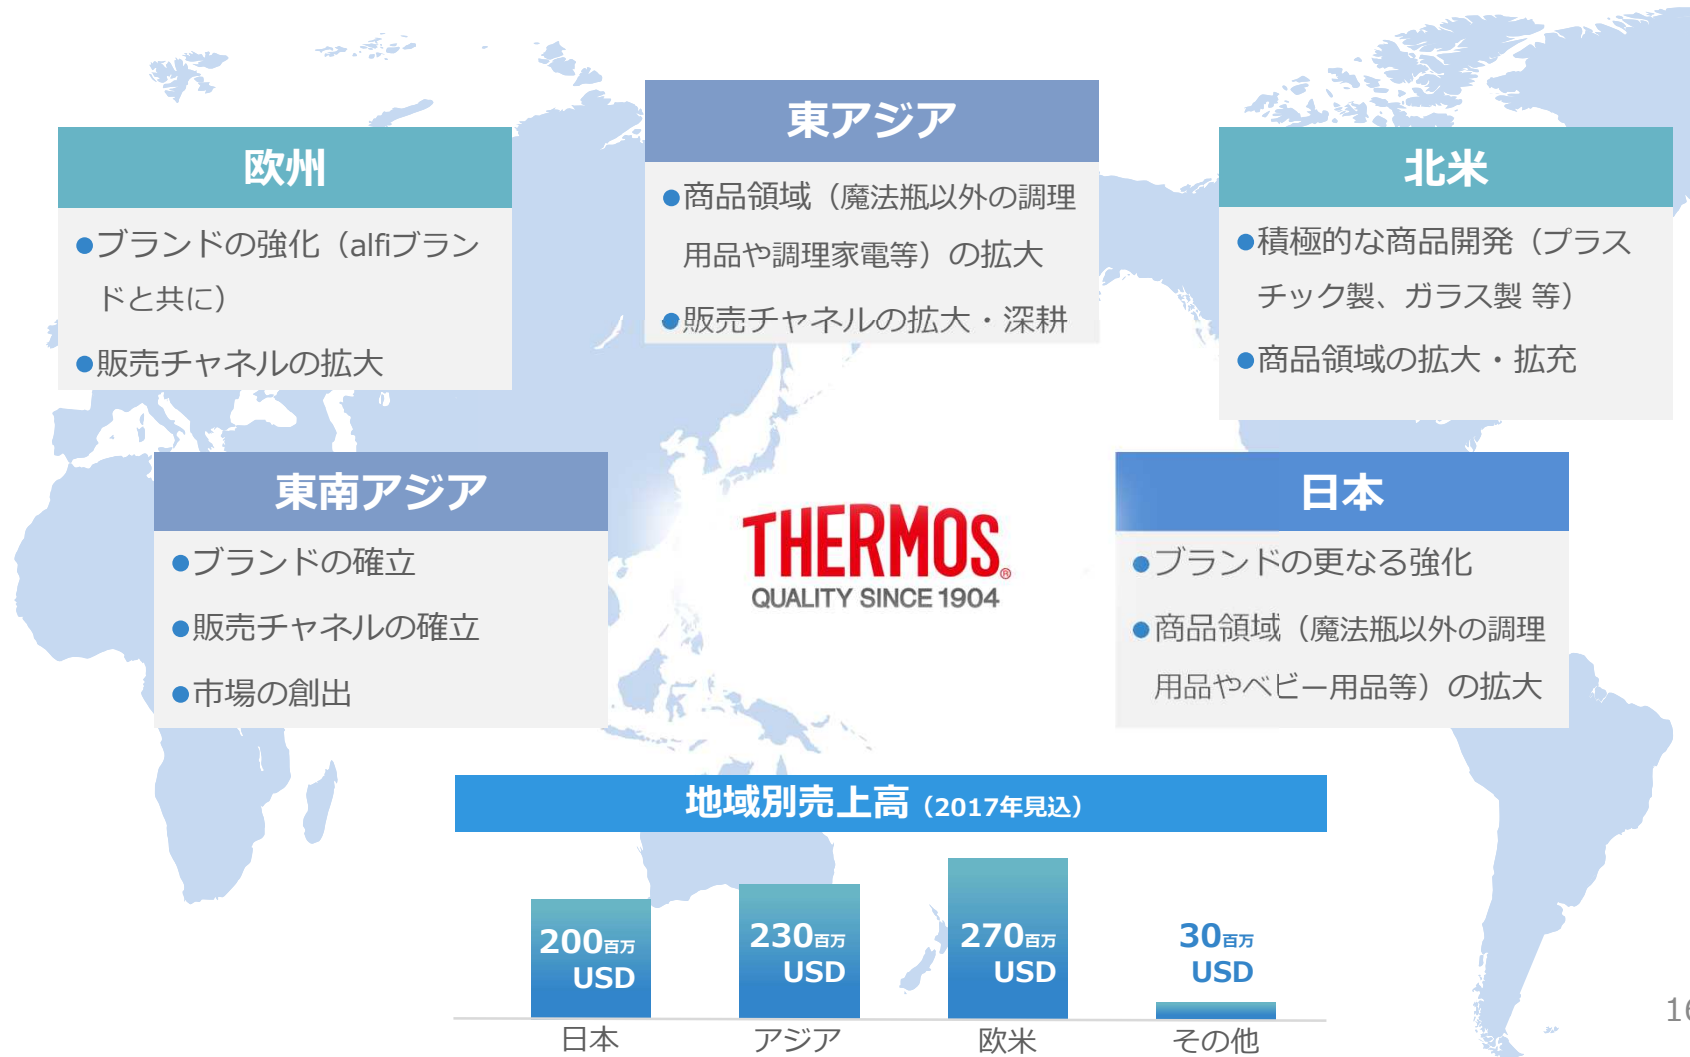 欧州
●ブランドの強化（alfiブラン
ドと共に）
●販売チャネルの拡大
東アジア
●商品領域（魔法瓶以外の調理
用品や調理家電等）の拡大
●販売チャネルの拡大・深耕
北米
●積極的な商品開発（プラス
チック製、ガラス製 等）
●商品領域の拡大・拡充
東南アジア
●ブランドの確立
●販売チャネルの確立
●市場の創出
THERMOS®
QUALITY SINCE 1904
日本
●ブランドの更なる強化
●商品領域（魔法瓶以外の調理
用品やベビー用品等）の拡大
地域別売上高（2017年見込）
200百万
USD
230百万
USD
270百万
USD
30百万
USD
日本
アジア
欧米
その他
16